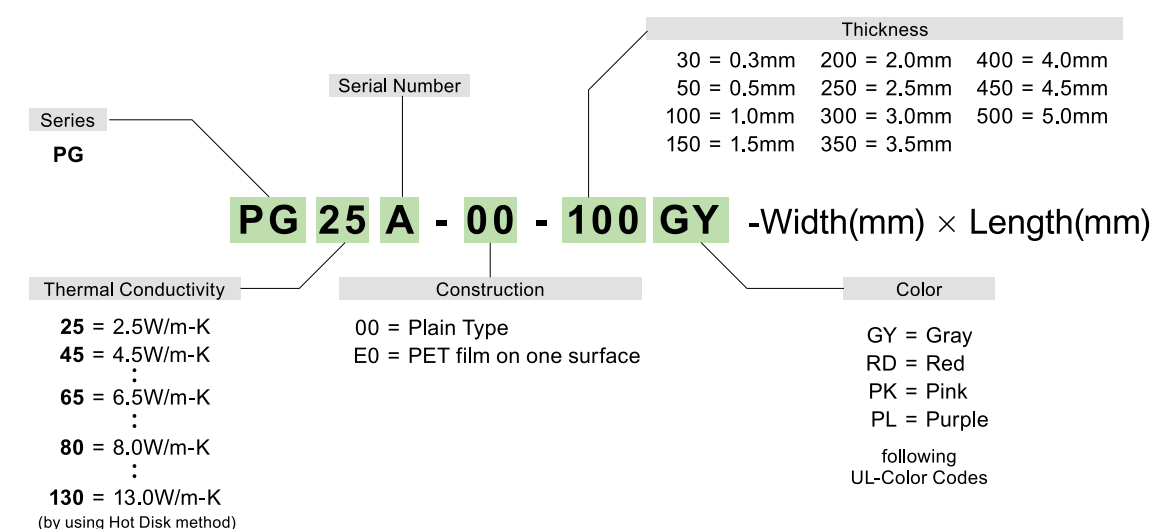 Thickness
30 = 0.3mm 200 = 2.0mm 400 = 4.0mm
50 = 0.5mm 250 = 2.5mm 450 = 4.5mm
100 = 1.0mm 300 = 3.0mm 500 = 5.0mm
150 = 1.5mm 350 = 3.5mm
Serial Number
Series
PG
PG 25 A - 00 - 100 GY -Width(mm) × Length(mm)
Thermal Conductivity
25 = 2.5W/m-K
45 = 4.5W/m-K
⋮
65 = 6.5W/m-K
⋮
80 = 8.0W/m-K
⋮
130 = 13.0W/m-K
(by using Hot Disk method)
Construction
00 = Plain Type
E0 = PET film on one surface
Color
GY = Gray
RD = Red
PK = Pink
PL = Purple
following
UL-Color Codes